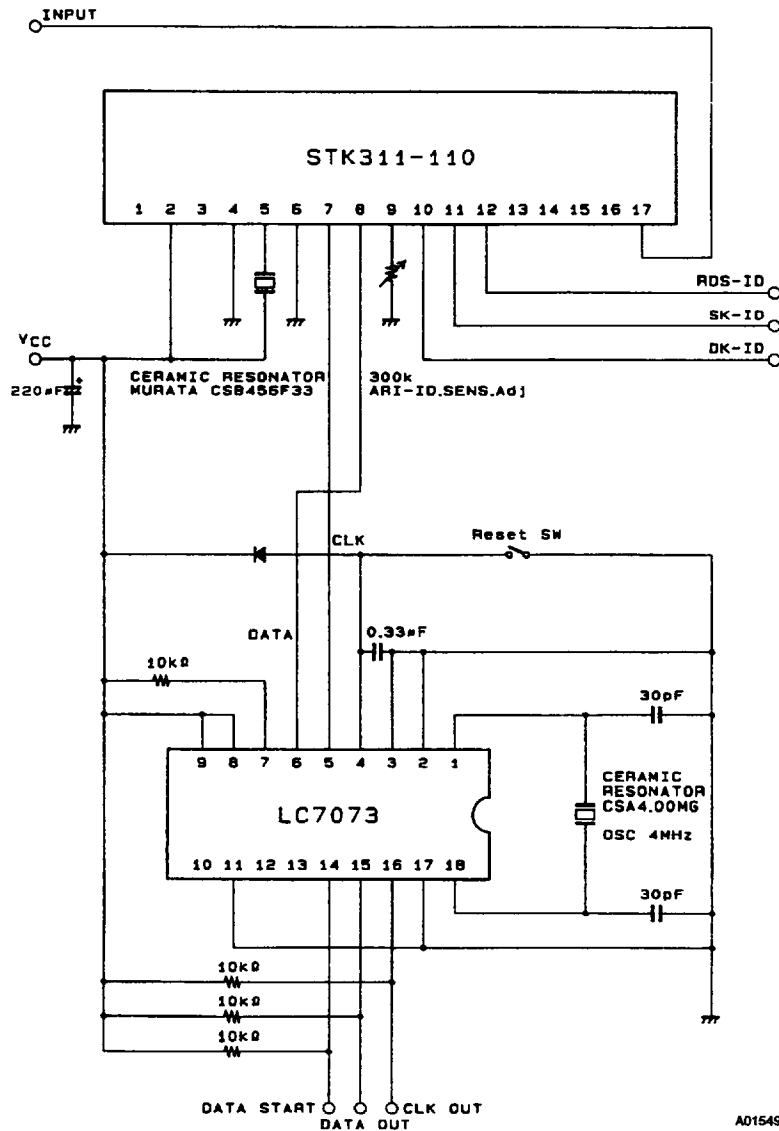 INPUT
STK311-110
1 2 3 4 5 6 7 8 9 10 11 12 13 14 15 16 17
RDS-ID
SK-ID
DK-ID
VCC
220µF
+
CERAMIC RESONATOR
MURATA CSB456F33
300k
ARI-ID.SENS.Adj
CLK
Reset SW
DATA
0.33µF
10kΩ
30pF
9 8 7 6 5 4 3 2 1
LC7073
CERAMIC
RESONATOR
CSA4.00MG
OSC 4MHz
10 11 12 13 14 15 16 17 18
30pF
10kΩ
10kΩ
10kΩ
DATA START
DATA OUT
CLK OUT
A01549